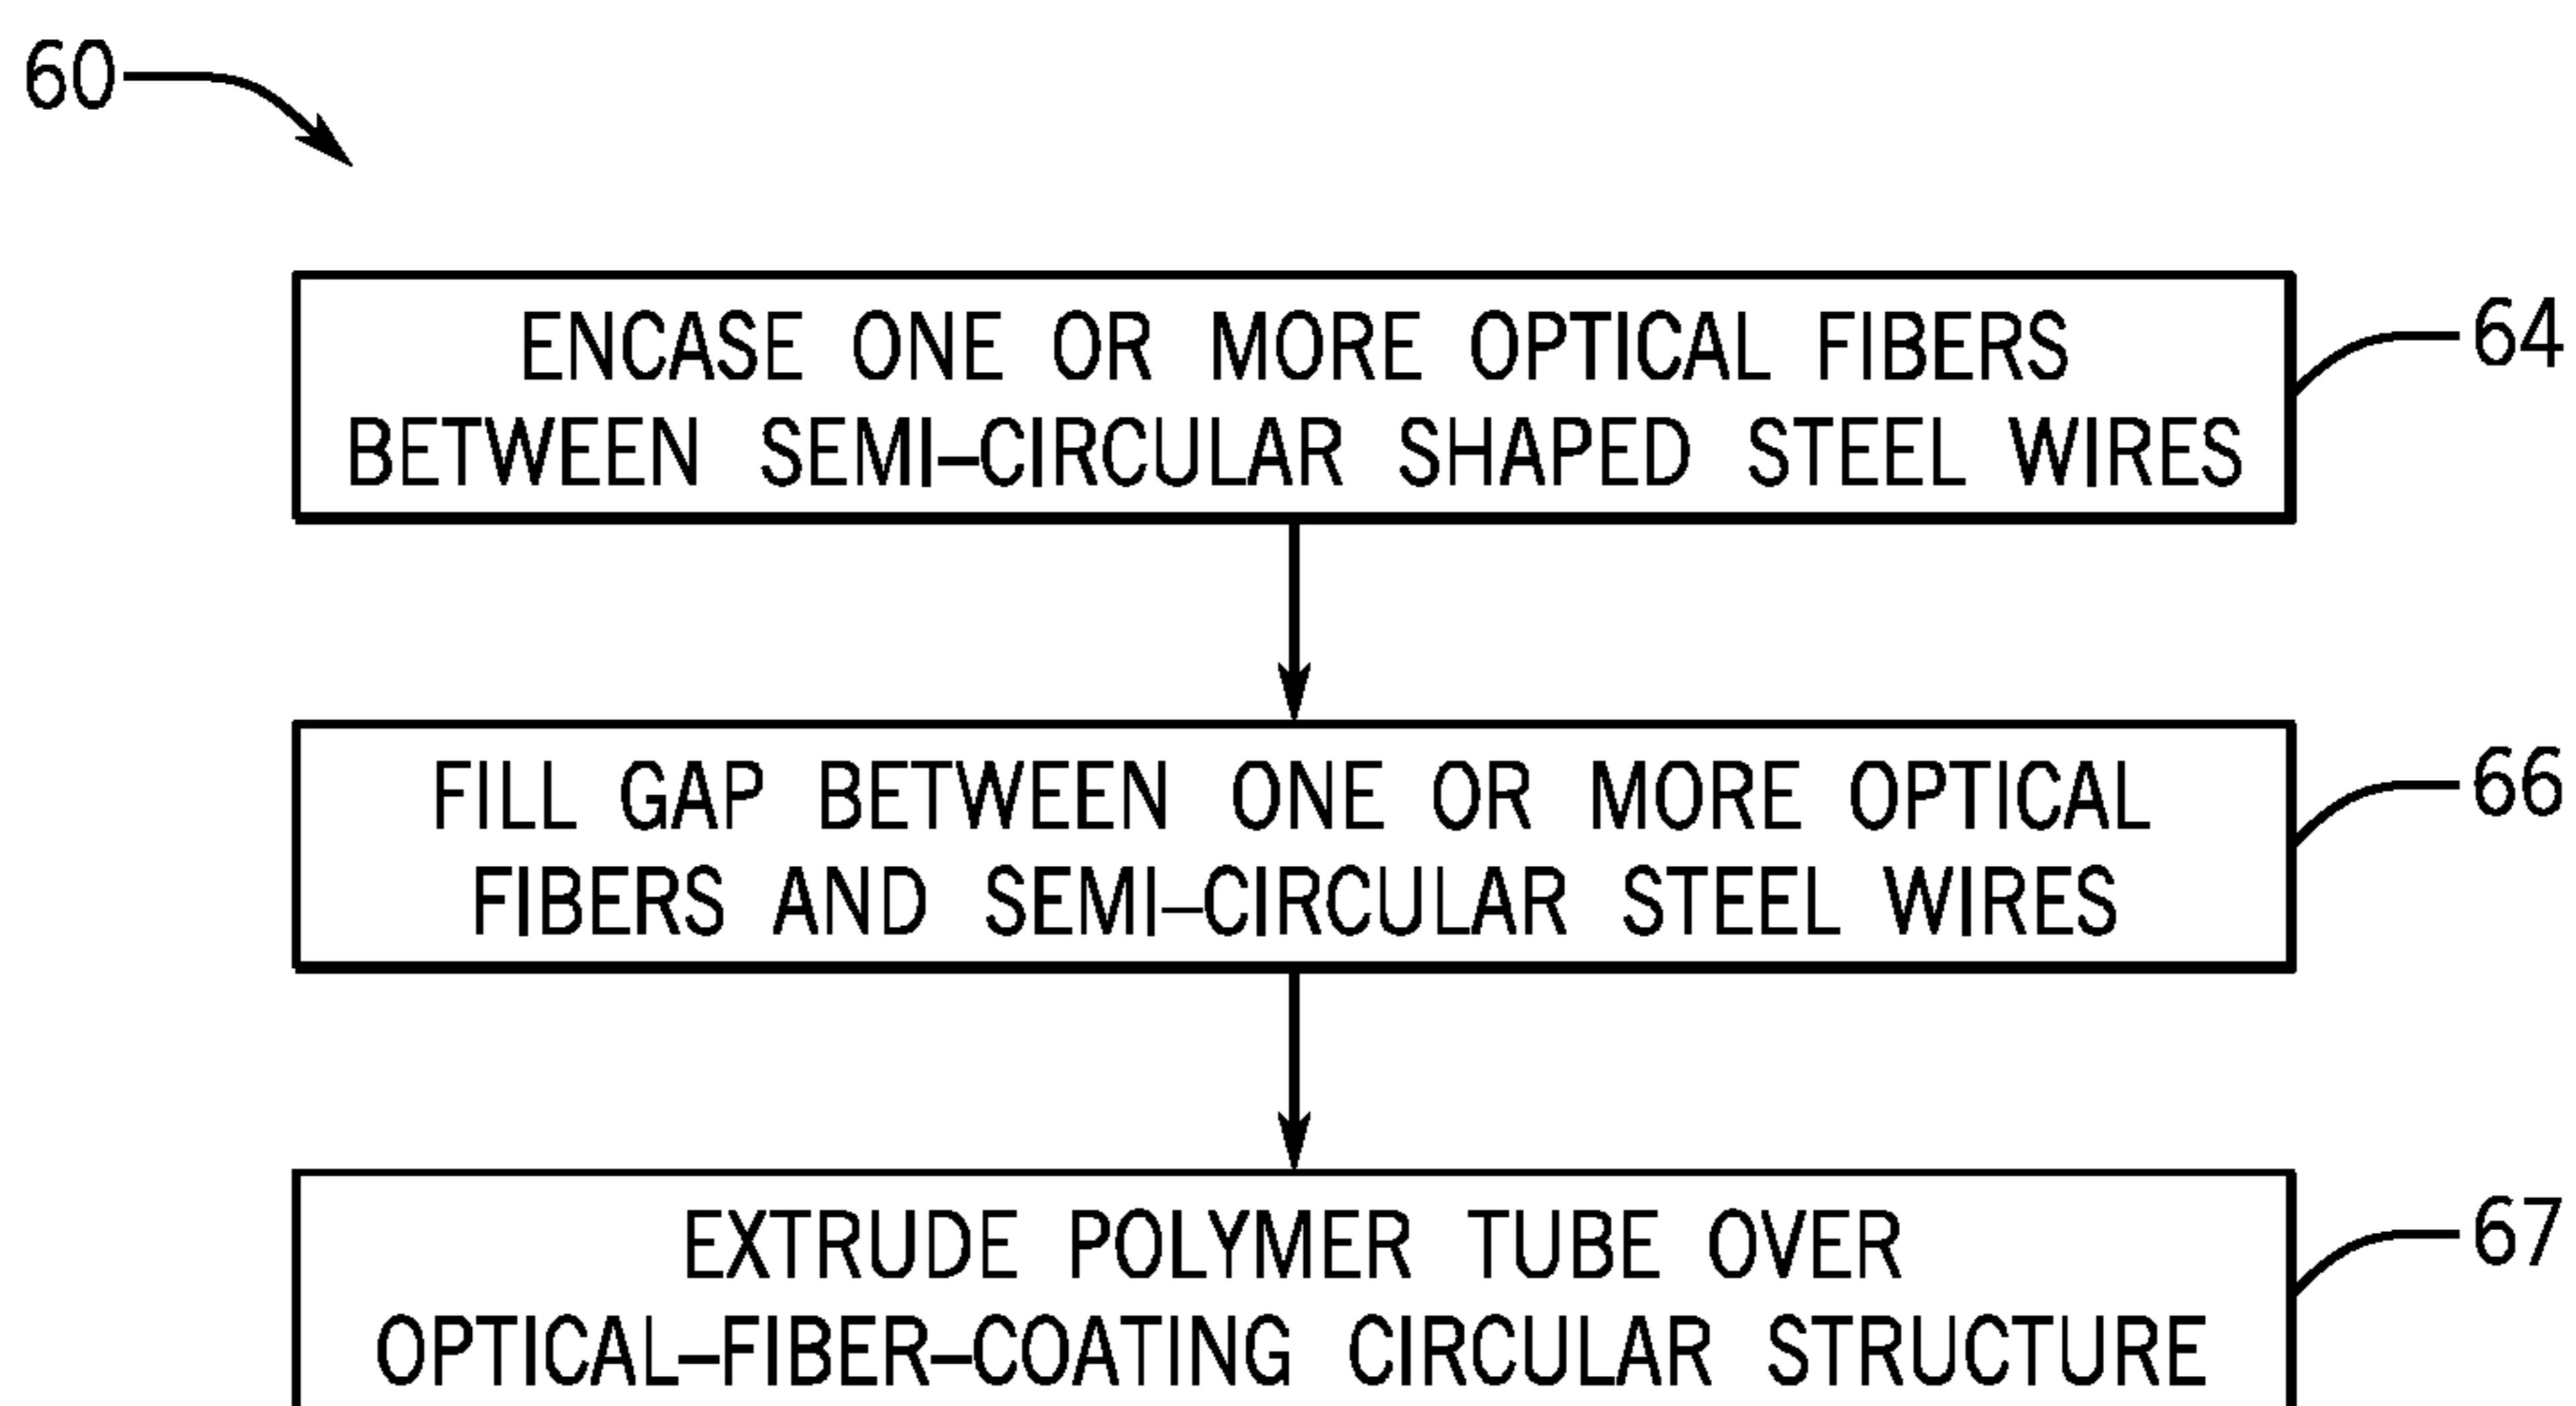 60
ENCASE ONE OR MORE OPTICAL FIBERS
BETWEEN SEMI–CIRCULAR SHAPED STEEL WIRES
64
FILL GAP BETWEEN ONE OR MORE OPTICAL
FIBERS AND SEMI–CIRCULAR STEEL WIRES
66
EXTRUDE POLYMER TUBE OVER
OPTICAL–FIBER–COATING CIRCULAR STRUCTURE
67